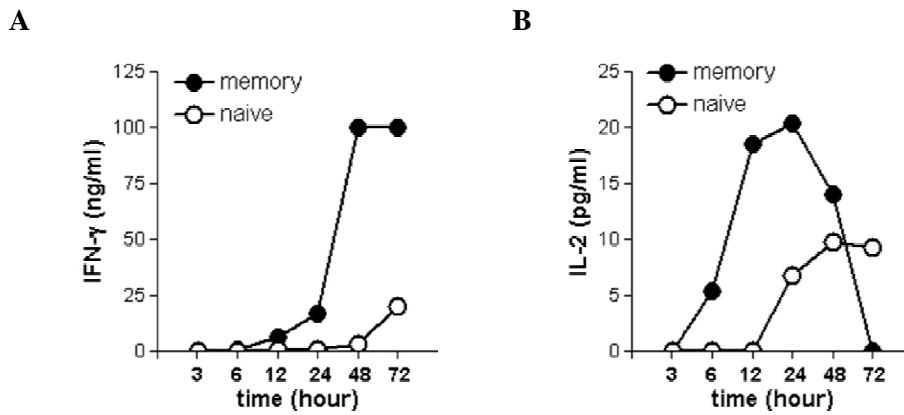 A
IFN-γ (ng/ml)
125
100
75
50
25
0
memory
naive
3 6 12 24 48 72
time (hour)
B
IL-2 (pg/ml)
25
20
15
10
5
0
memory
naive
3 6 12 24 48 72
time (hour)